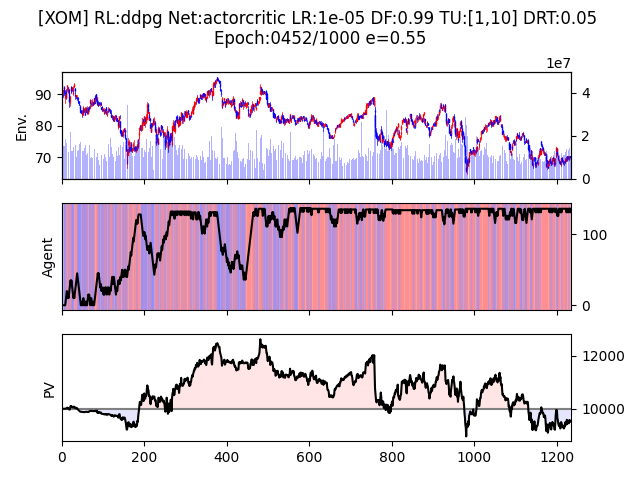 [XOM] RL:ddpg Net:actorcritic LR:1e-05 DF:0.99 TU:[1,10] DRT:0.05
Epoch:0452/1000 e=0.55
1e7
Env.
90
80
70
4
2
0
Agent
100
0
PV
12000
10000
0
200
400
600
800
1000
1200